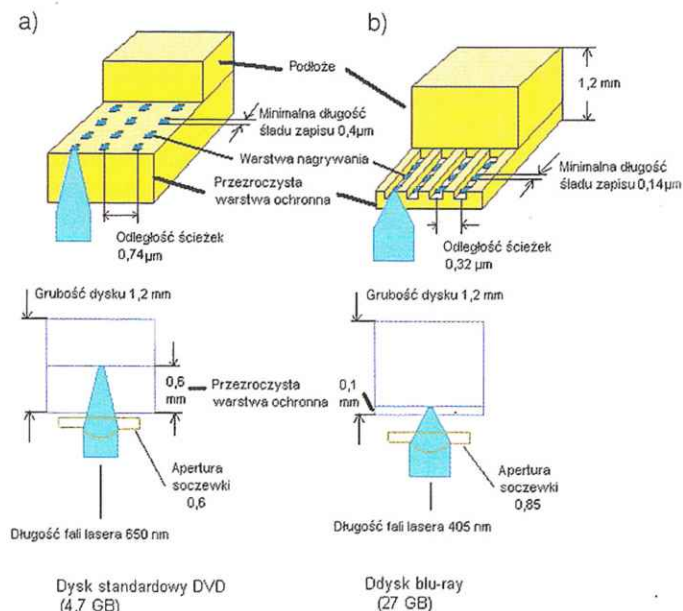 a)
b)
Podłoże
1,2 mm
Minimalna długość
śladu zapisu 0,4µm
Warstwa nagrywania
Przezroczysta
warstwa ochronna
Minimalna długość
śladu zapisu 0,14µm
Odległość ścieżek
0,74µm
Odległość ścieżek
0,32 µm
Grubość dysku 1,2 mm
Grubość dysku 1,2 mm
0,6
mm
Przezroczysta
warstwa ochronna
0,1
mm
Apertura
soczewki
0,6
Apertura
soczewki
0,85
Długość fali lasera 650 nm
Długość fali lasera 405 nm
Dysk standardowy DVD
(4,7 GB)
Ddysk blu-ray
(27 GB)